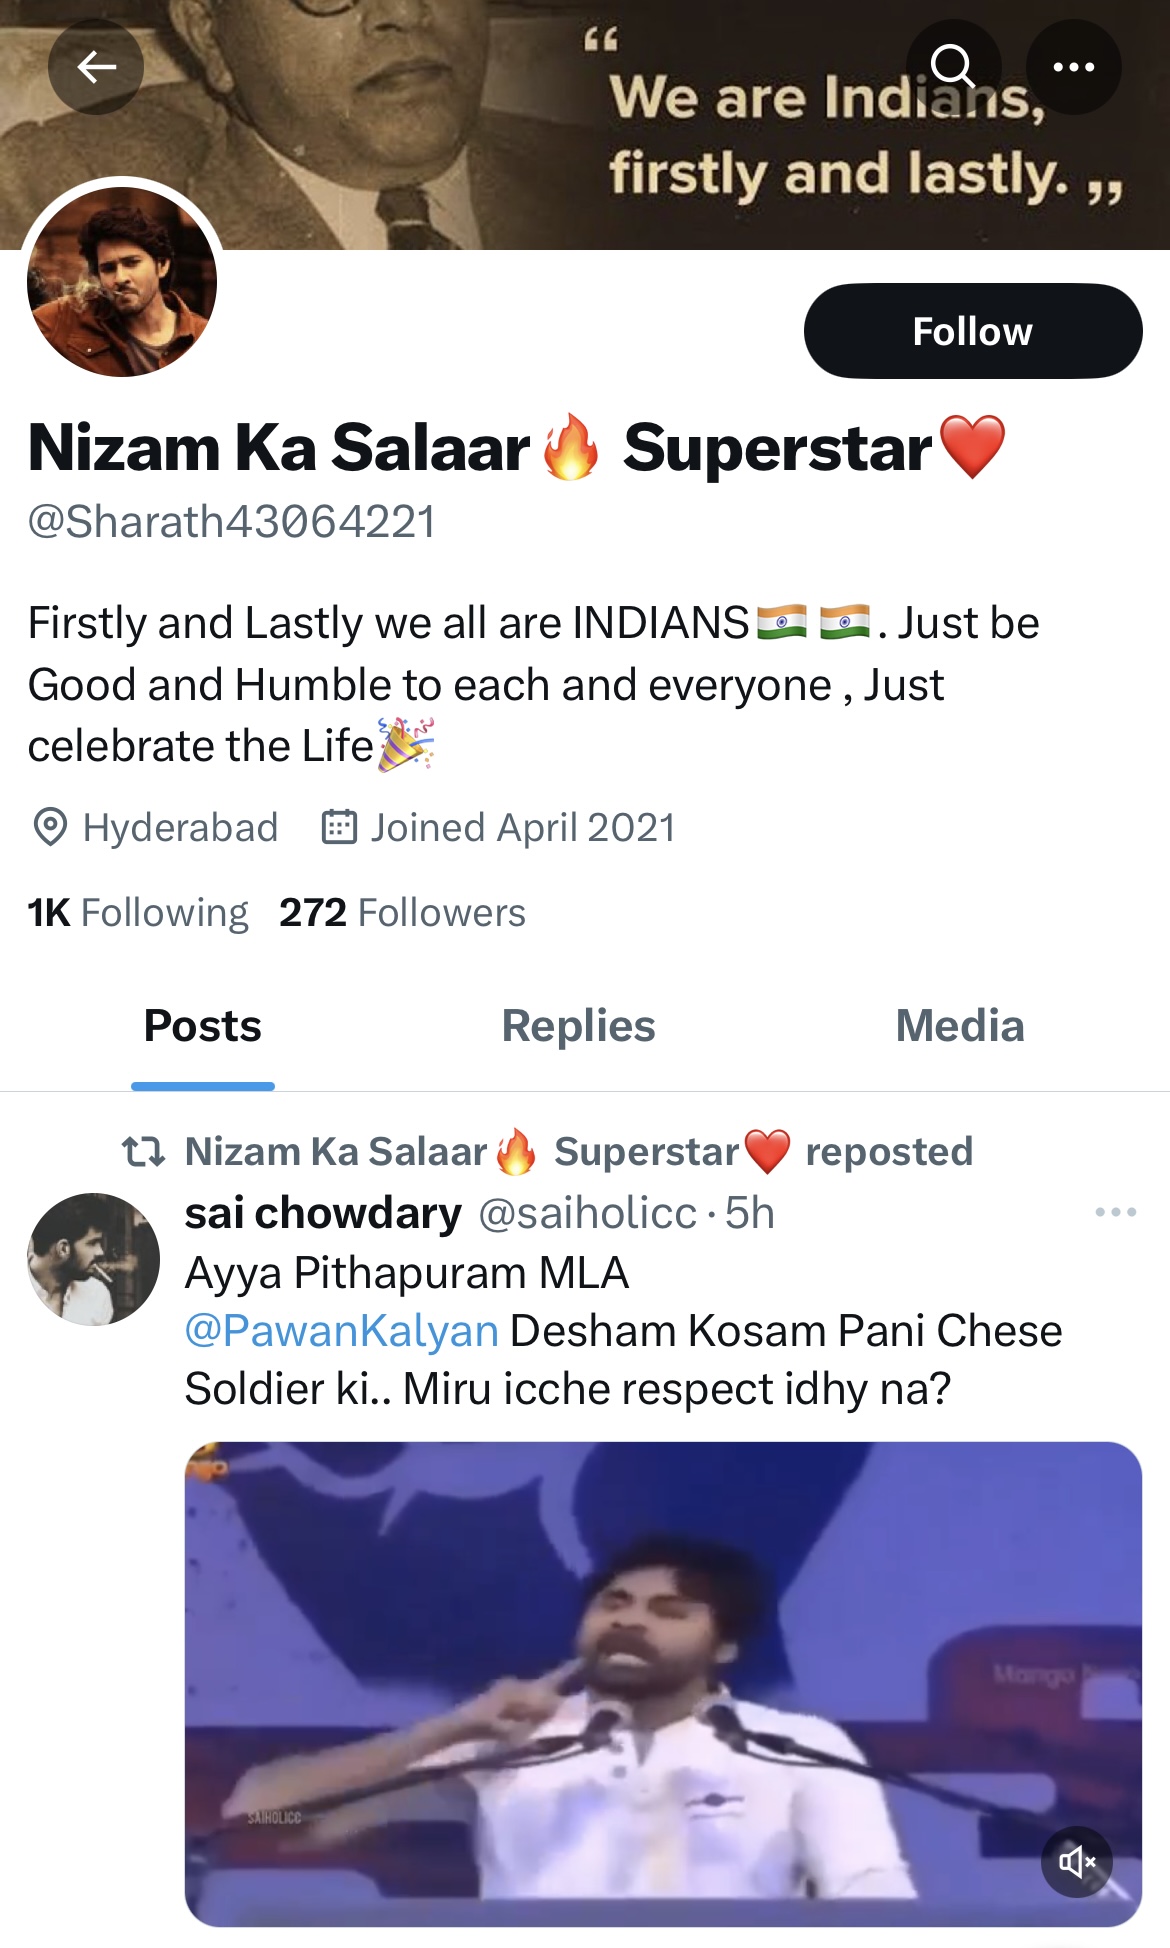 “
We are Indians,
firstly and lastly. ”
Follow
Nizam Ka Salaar🔥 Superstar❤️
@Sharath43064221
Firstly and Lastly we all are INDIANS🇮🇳 🇮🇳 . Just be
Good and Humble to each and everyone , Just
celebrate the Life🎉
Hyderabad Joined April 2021
1K Following 272 Followers
Posts Replies Media
Nizam Ka Salaar🔥 Superstar❤️ reposted
sai chowdary @saiholicc · 5h
Ayya Pithapuram MLA
@PawanKalyan Desham Kosam Pani Chese
Soldier ki.. Miru icche respect idhy na?
Mango
SAIHOLICC